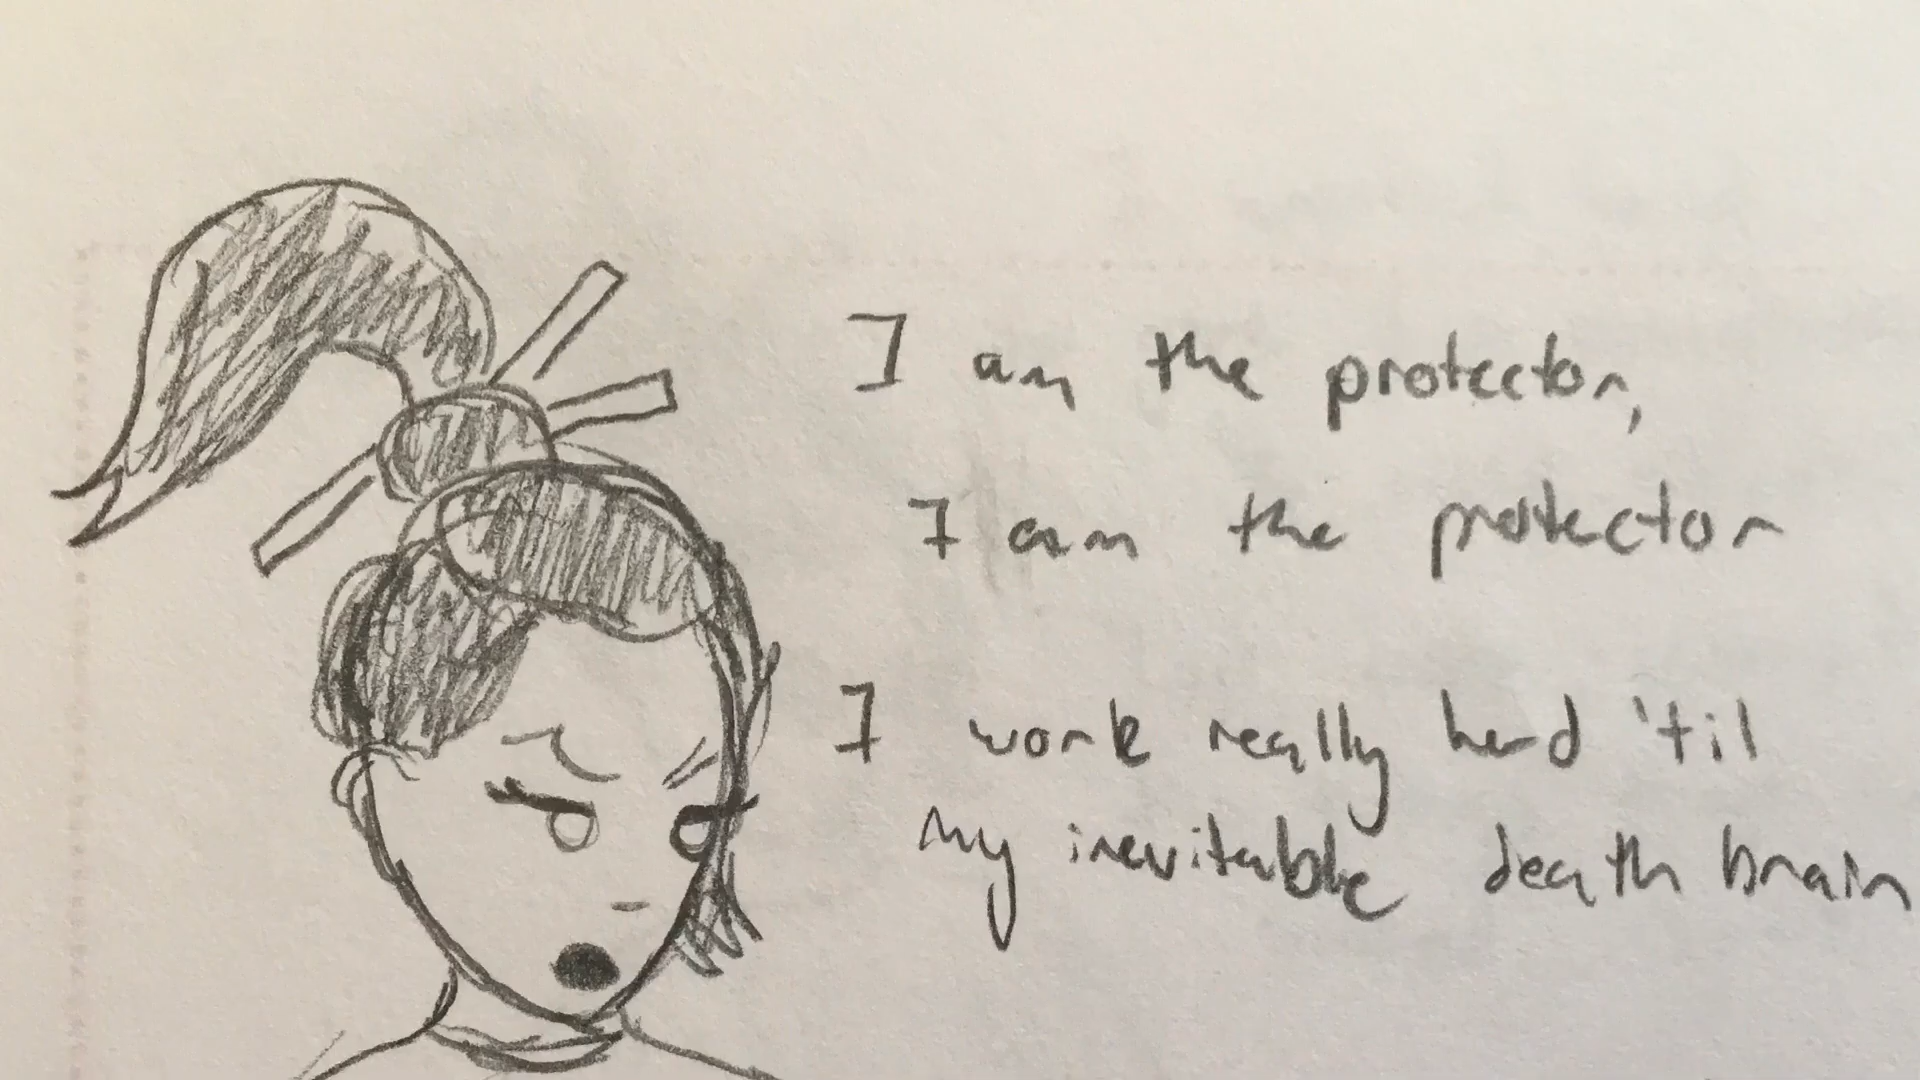 I am the protector,
I am the protector
I work really hard 'til
my inevitable death brain